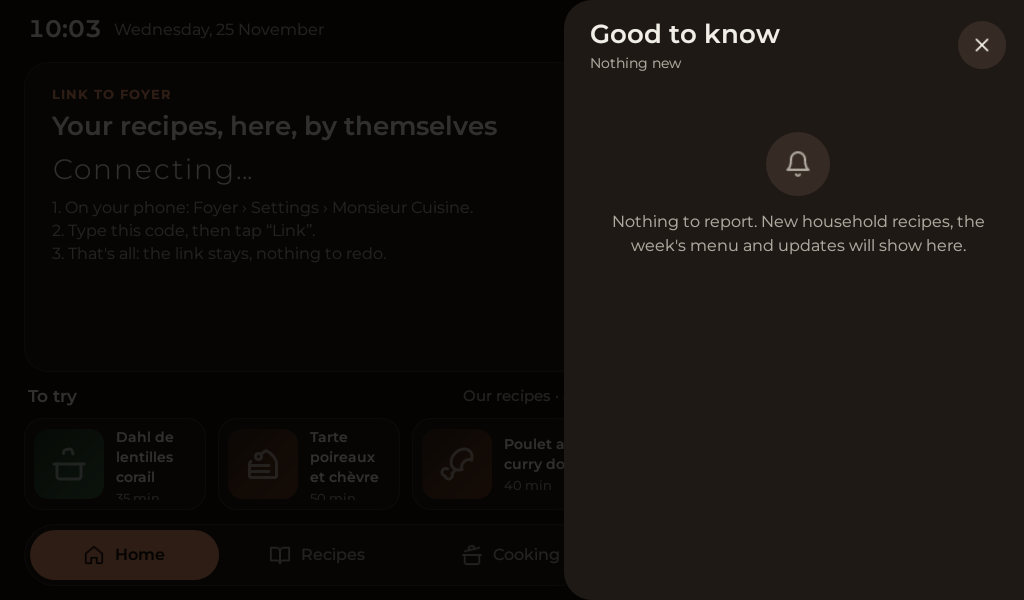 10:03 Wednesday, 25 November
LINK TO FOYER
Your recipes, here, by themselves
Connecting...
1. On your phone: Foyer › Settings › Monsieur Cuisine.
2. Type this code, then tap “Link”.
3. That's all: the link stays, nothing to redo.
To try
Our recipes ·
Dahl de
lentilles
corail
35 min
Tarte
poireaux
et chèvre
50 min
Poulet a
curry do
40 min
Home
Recipes
Cooking
Good to know
Nothing new
Nothing to report. New household recipes, the
week's menu and updates will show here.